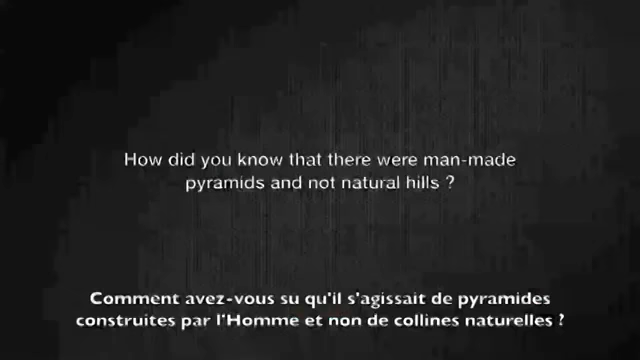 How did you know that there were man-made
pyramids and not natural hills ?
Comment avez-vous su qu'il s'agissait de pyramides
construites par l'Homme et non de collines naturelles ?